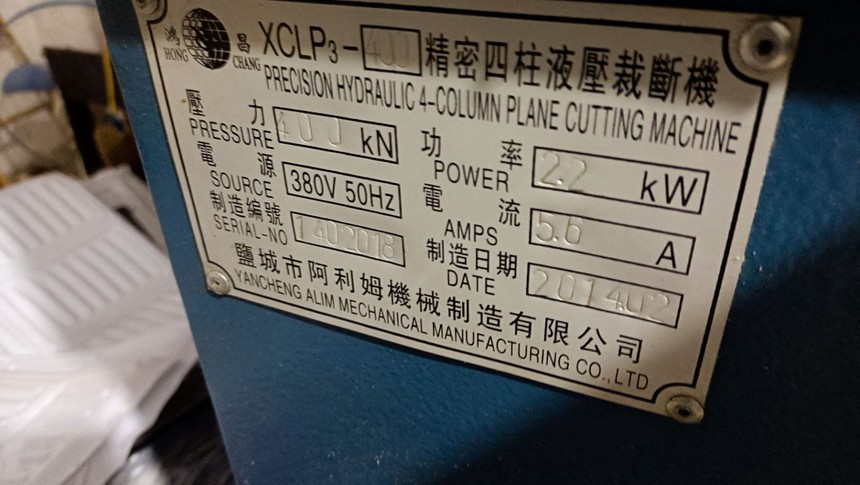 鴻 昌 XCLP3-400 精密四柱液壓裁斷機
HONG CHANG PRECISION HYDRAULIC 4-COLUMN PLANE CUTTING MACHINE
壓力 PRESSURE 400 kN
功率 POWER 2.2 kW
電源 SOURCE 380V 50Hz
電流 AMPS 5.6 A
制造編號 SERIAL-NO 1402018
制造日期 DATE 201402
鹽城市阿利姆機械制造有限公司
YANCHENG ALIM MECHANICAL MANUFACTURING CO.,LTD